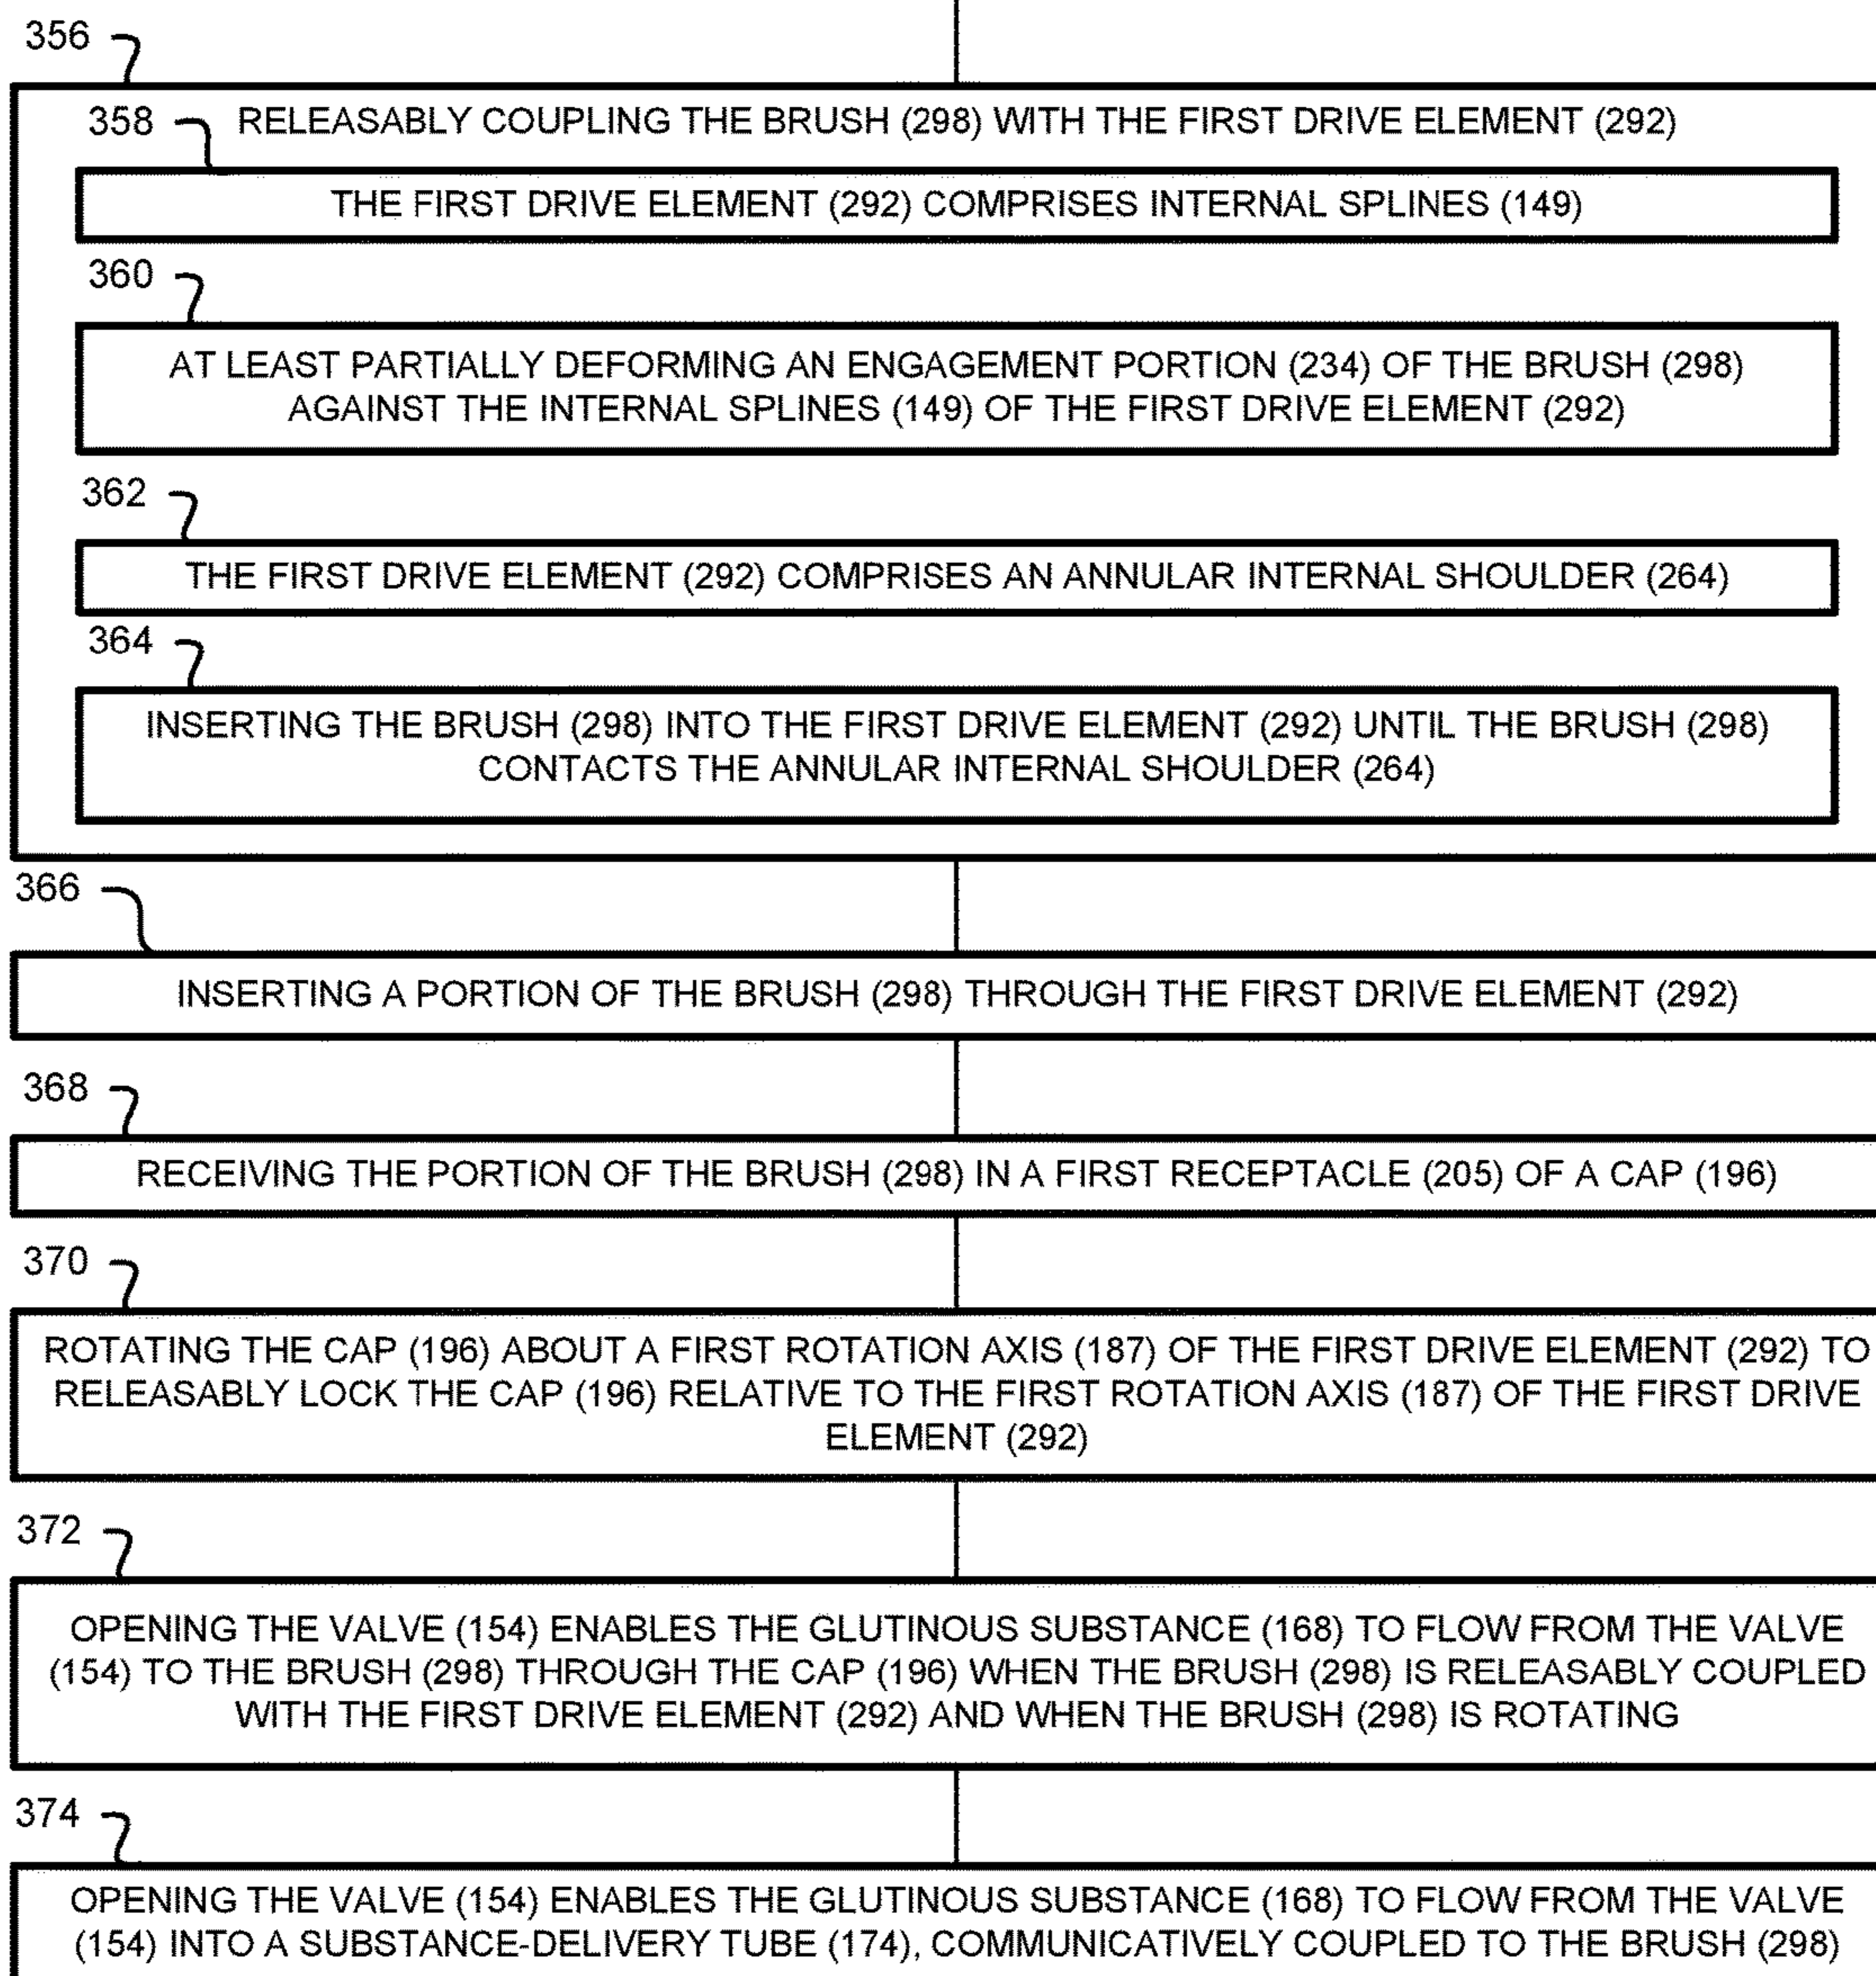 356
358 RELEASABLY COUPLING THE BRUSH (298) WITH THE FIRST DRIVE ELEMENT (292)
THE FIRST DRIVE ELEMENT (292) COMPRISES INTERNAL SPLINES (149)
360
AT LEAST PARTIALLY DEFORMING AN ENGAGEMENT PORTION (234) OF THE BRUSH (298)
AGAINST THE INTERNAL SPLINES (149) OF THE FIRST DRIVE ELEMENT (292)
362
THE FIRST DRIVE ELEMENT (292) COMPRISES AN ANNULAR INTERNAL SHOULDER (264)
364
INSERTING THE BRUSH (298) INTO THE FIRST DRIVE ELEMENT (292) UNTIL THE BRUSH (298)
CONTACTS THE ANNULAR INTERNAL SHOULDER (264)
366
INSERTING A PORTION OF THE BRUSH (298) THROUGH THE FIRST DRIVE ELEMENT (292)
368
RECEIVING THE PORTION OF THE BRUSH (298) IN A FIRST RECEPTACLE (205) OF A CAP (196)
370
ROTATING THE CAP (196) ABOUT A FIRST ROTATION AXIS (187) OF THE FIRST DRIVE ELEMENT (292) TO
RELEASABLY LOCK THE CAP (196) RELATIVE TO THE FIRST ROTATION AXIS (187) OF THE FIRST DRIVE
ELEMENT (292)
372
OPENING THE VALVE (154) ENABLES THE GLUTINOUS SUBSTANCE (168) TO FLOW FROM THE VALVE
(154) TO THE BRUSH (298) THROUGH THE CAP (196) WHEN THE BRUSH (298) IS RELEASABLY COUPLED
WITH THE FIRST DRIVE ELEMENT (292) AND WHEN THE BRUSH (298) IS ROTATING
374
OPENING THE VALVE (154) ENABLES THE GLUTINOUS SUBSTANCE (168) TO FLOW FROM THE VALVE
(154) INTO A SUBSTANCE-DELIVERY TUBE (174), COMMUNICATIVELY COUPLED TO THE BRUSH (298)